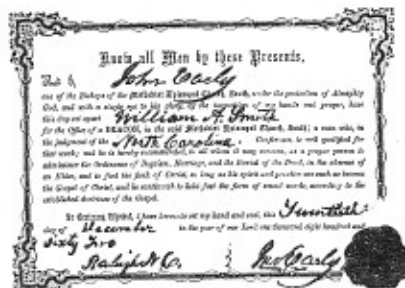 Know all Men by these Presents,
That I, John Early
one of the Bishops of the Methodist Episcopal Church, South, under the protection of Almighty
God, and with a single eye to his glory, by the imposition of my hands and prayer, have
this day set apart William A. Smith
for the Office of a DEACON, in the said Methodist Episcopal Church, South; a man who, in
the judgment of the North Carolina Conference, is well qualified for
that work; and he is hereby recommended, to all whom it may concern, as a proper person to
administer the Ordinances of Baptism, Marriage, and the Burial of the Dead, in the absence of
an Elder, and to feed the flock of Christ, so long as his spirit and practice are such as become
the Gospel of Christ, and he continueth to hold fast the form of sound words, according to the
established doctrines of the Gospel.
In Testimony Whereof, I have hereunto set my hand and seal, this
day of December in the year of our Lord one thousand eight hundred and
Sixty Two
Raleigh N.C. Jno Early